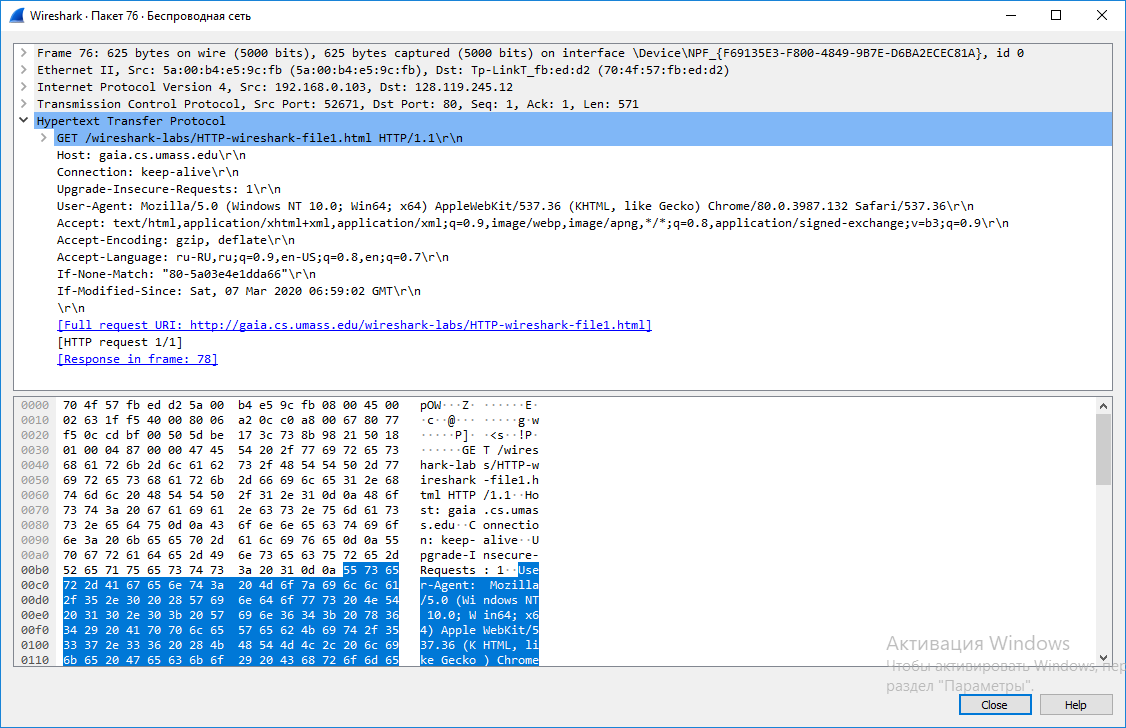 Wireshark · Пакет 76 · Беспроводная сеть
Frame 76: 625 bytes on wire (5000 bits), 625 bytes captured (5000 bits) on interface \Device\NPF_{F69135E3-F800-4849-9B7E-D6BA2ECEC81A}, id 0
Ethernet II, Src: 5a:00:b4:e5:9c:fb (5a:00:b4:e5:9c:fb), Dst: Tp-LinkT_fb:ed:d2 (70:4f:57:fb:ed:d2)
Internet Protocol Version 4, Src: 192.168.0.103, Dst: 128.119.245.12
Transmission Control Protocol, Src Port: 52671, Dst Port: 80, Seq: 1, Ack: 1, Len: 571
Hypertext Transfer Protocol
GET /wireshark-labs/HTTP-wireshark-file1.html HTTP/1.1\r\n
Host: gaia.cs.umass.edu\r\n
Connection: keep-alive\r\n
Upgrade-Insecure-Requests: 1\r\n
User-Agent: Mozilla/5.0 (Windows NT 10.0; Win64; x64) AppleWebKit/537.36 (KHTML, like Gecko) Chrome/80.0.3987.132 Safari/537.36\r\n
Accept: text/html,application/xhtml+xml,application/xml;q=0.9,image/webp,image/apng,*/*;q=0.8,application/signed-exchange;v=b3;q=0.9\r\n
Accept-Encoding: gzip, deflate\r\n
Accept-Language: ru-RU,ru;q=0.9,en-US;q=0.8,en;q=0.7\r\n
If-None-Match: "80-5a03e4e1dda66"\r\n
If-Modified-Since: Sat, 07 Mar 2020 06:59:02 GMT\r\n
\r\n
[Full request URI: http://gaia.cs.umass.edu/wireshark-labs/HTTP-wireshark-file1.html]
[HTTP request 1/1]
[Response in frame: 78]
0000 70 4f 57 fb ed d2 5a 00 b4 e5 9c fb 08 00 45 00 pOW···Z· ······E·
0010 02 63 1f f5 40 00 80 06 a2 0c c0 a8 00 67 80 77 ·c··@··· ·····g·w
0020 f5 0c cd bf 00 50 5d be 17 3c 73 8b 98 21 50 18 ·····P]· ·<s··!P·
0030 01 00 04 87 00 00 47 45 54 20 2f 77 69 72 65 73 ······GE T /wires
0040 68 61 72 6b 2d 6c 61 62 73 2f 48 54 54 50 2d 77 hark-lab s/HTTP-w
0050 69 72 65 73 68 61 72 6b 2d 66 69 6c 65 31 2e 68 ireshark -file1.h
0060 74 6d 6c 20 48 54 54 50 2f 31 2e 31 0d 0a 48 6f tml HTTP /1.1··Ho
0070 73 74 3a 20 67 61 69 61 2e 63 73 2e 75 6d 61 73 st: gaia .cs.umas
0080 73 2e 65 64 75 0d 0a 43 6f 6e 6e 65 63 74 69 6f s.edu··C onnectio
0090 6e 3a 20 6b 65 65 70 2d 61 6c 69 76 65 0d 0a 55 n: keep- alive··U
00a0 70 67 72 61 64 65 2d 49 6e 73 65 63 75 72 65 2d pgrade-I nsecure-
00b0 52 65 71 75 65 73 74 73 3a 20 31 0d 0a 55 73 65 Requests : 1··Use
00c0 72 2d 41 67 65 6e 74 3a 20 4d 6f 7a 69 6c 6c 61 r-Agent: Mozilla
00d0 2f 35 2e 30 20 28 57 69 6e 64 6f 77 73 20 4e 54 /5.0 (Wi ndows NT
00e0 20 31 30 2e 30 3b 20 57 69 6e 36 34 3b 20 78 36 10.0; W in64; x6
00f0 34 29 20 41 70 70 6c 65 57 65 62 4b 69 74 2f 35 4) Apple WebKit/5
0100 33 37 2e 33 36 20 28 4b 48 54 4d 4c 2c 20 6c 69 37.36 (K HTML, li
0110 6b 65 20 47 65 63 6b 6f 29 20 43 68 72 6f 6d 65 ke Gecko ) Chrome
Активация Windows
Чтобы активировать Windows, пер
раздел "Параметры".
Close
Help